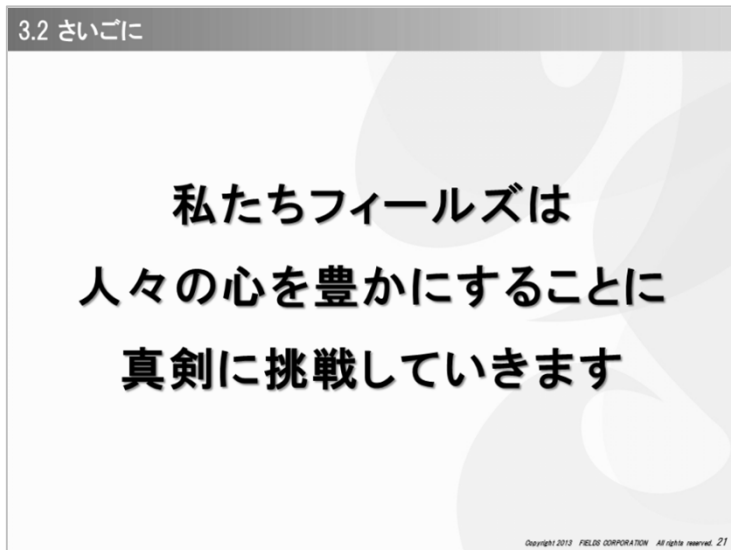 3.2 さいごに
私たちフィールズは
人々の心を豊かにすることに
真剣に挑戦していきます
Copyright 2013 FIELDS CORPORATION All rights reserved. 21